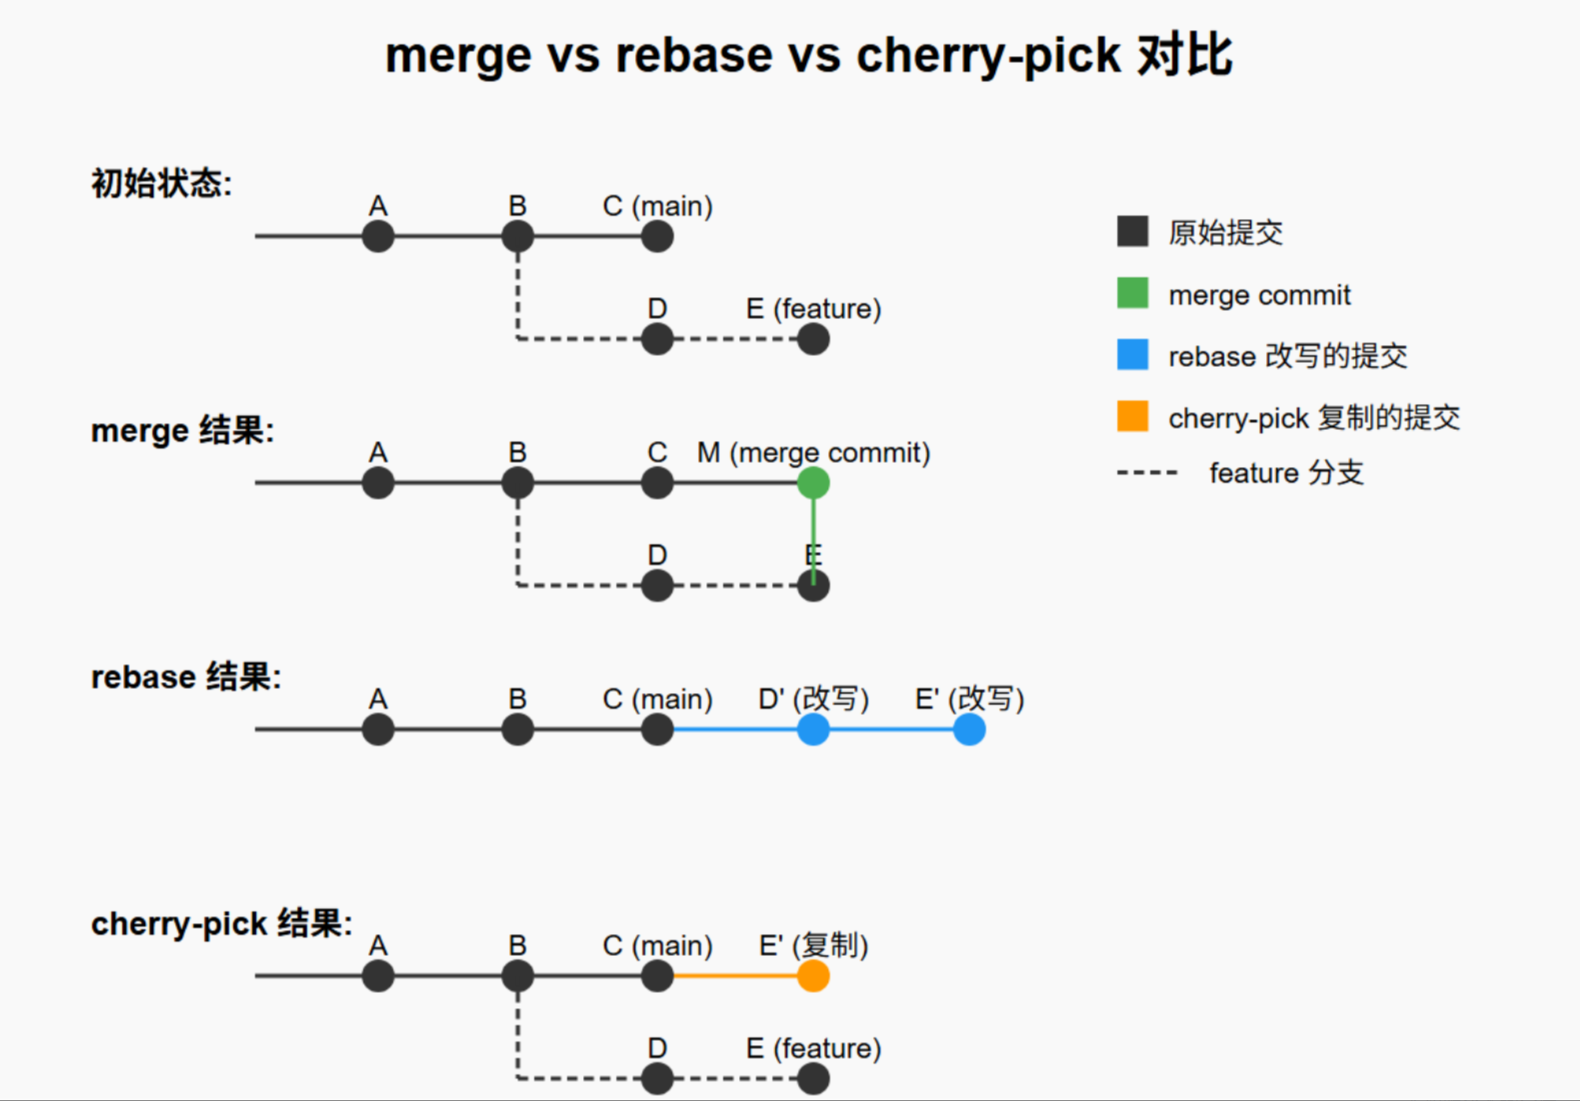 merge vs rebase vs cherry-pick 对比
初始状态:
A B C (main)
D E (feature)
merge 结果:
A B C M (merge commit)
D E
rebase 结果:
A B C (main) D' (改写) E' (改写)
cherry-pick 结果:
A B C (main) E' (复制)
D E (feature)
原始提交
merge commit
rebase 改写的提交
cherry-pick 复制的提交
feature 分支